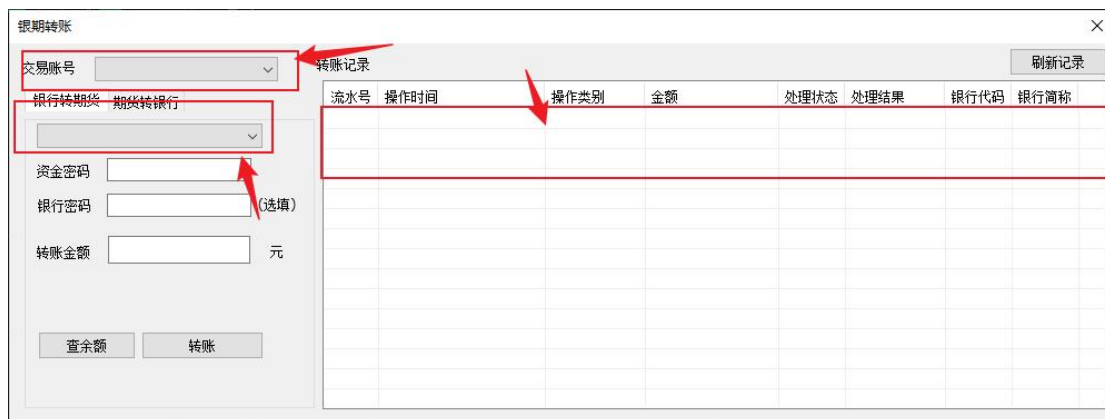 银期转账
交易账号
转账记录
刷新记录
银行转期货 期货转银行
流水号 操作时间 操作类别 金额 处理状态 处理结果 银行代码 银行简称
资金密码
银行密码 (选填)
转账金额 元
查余额 转账